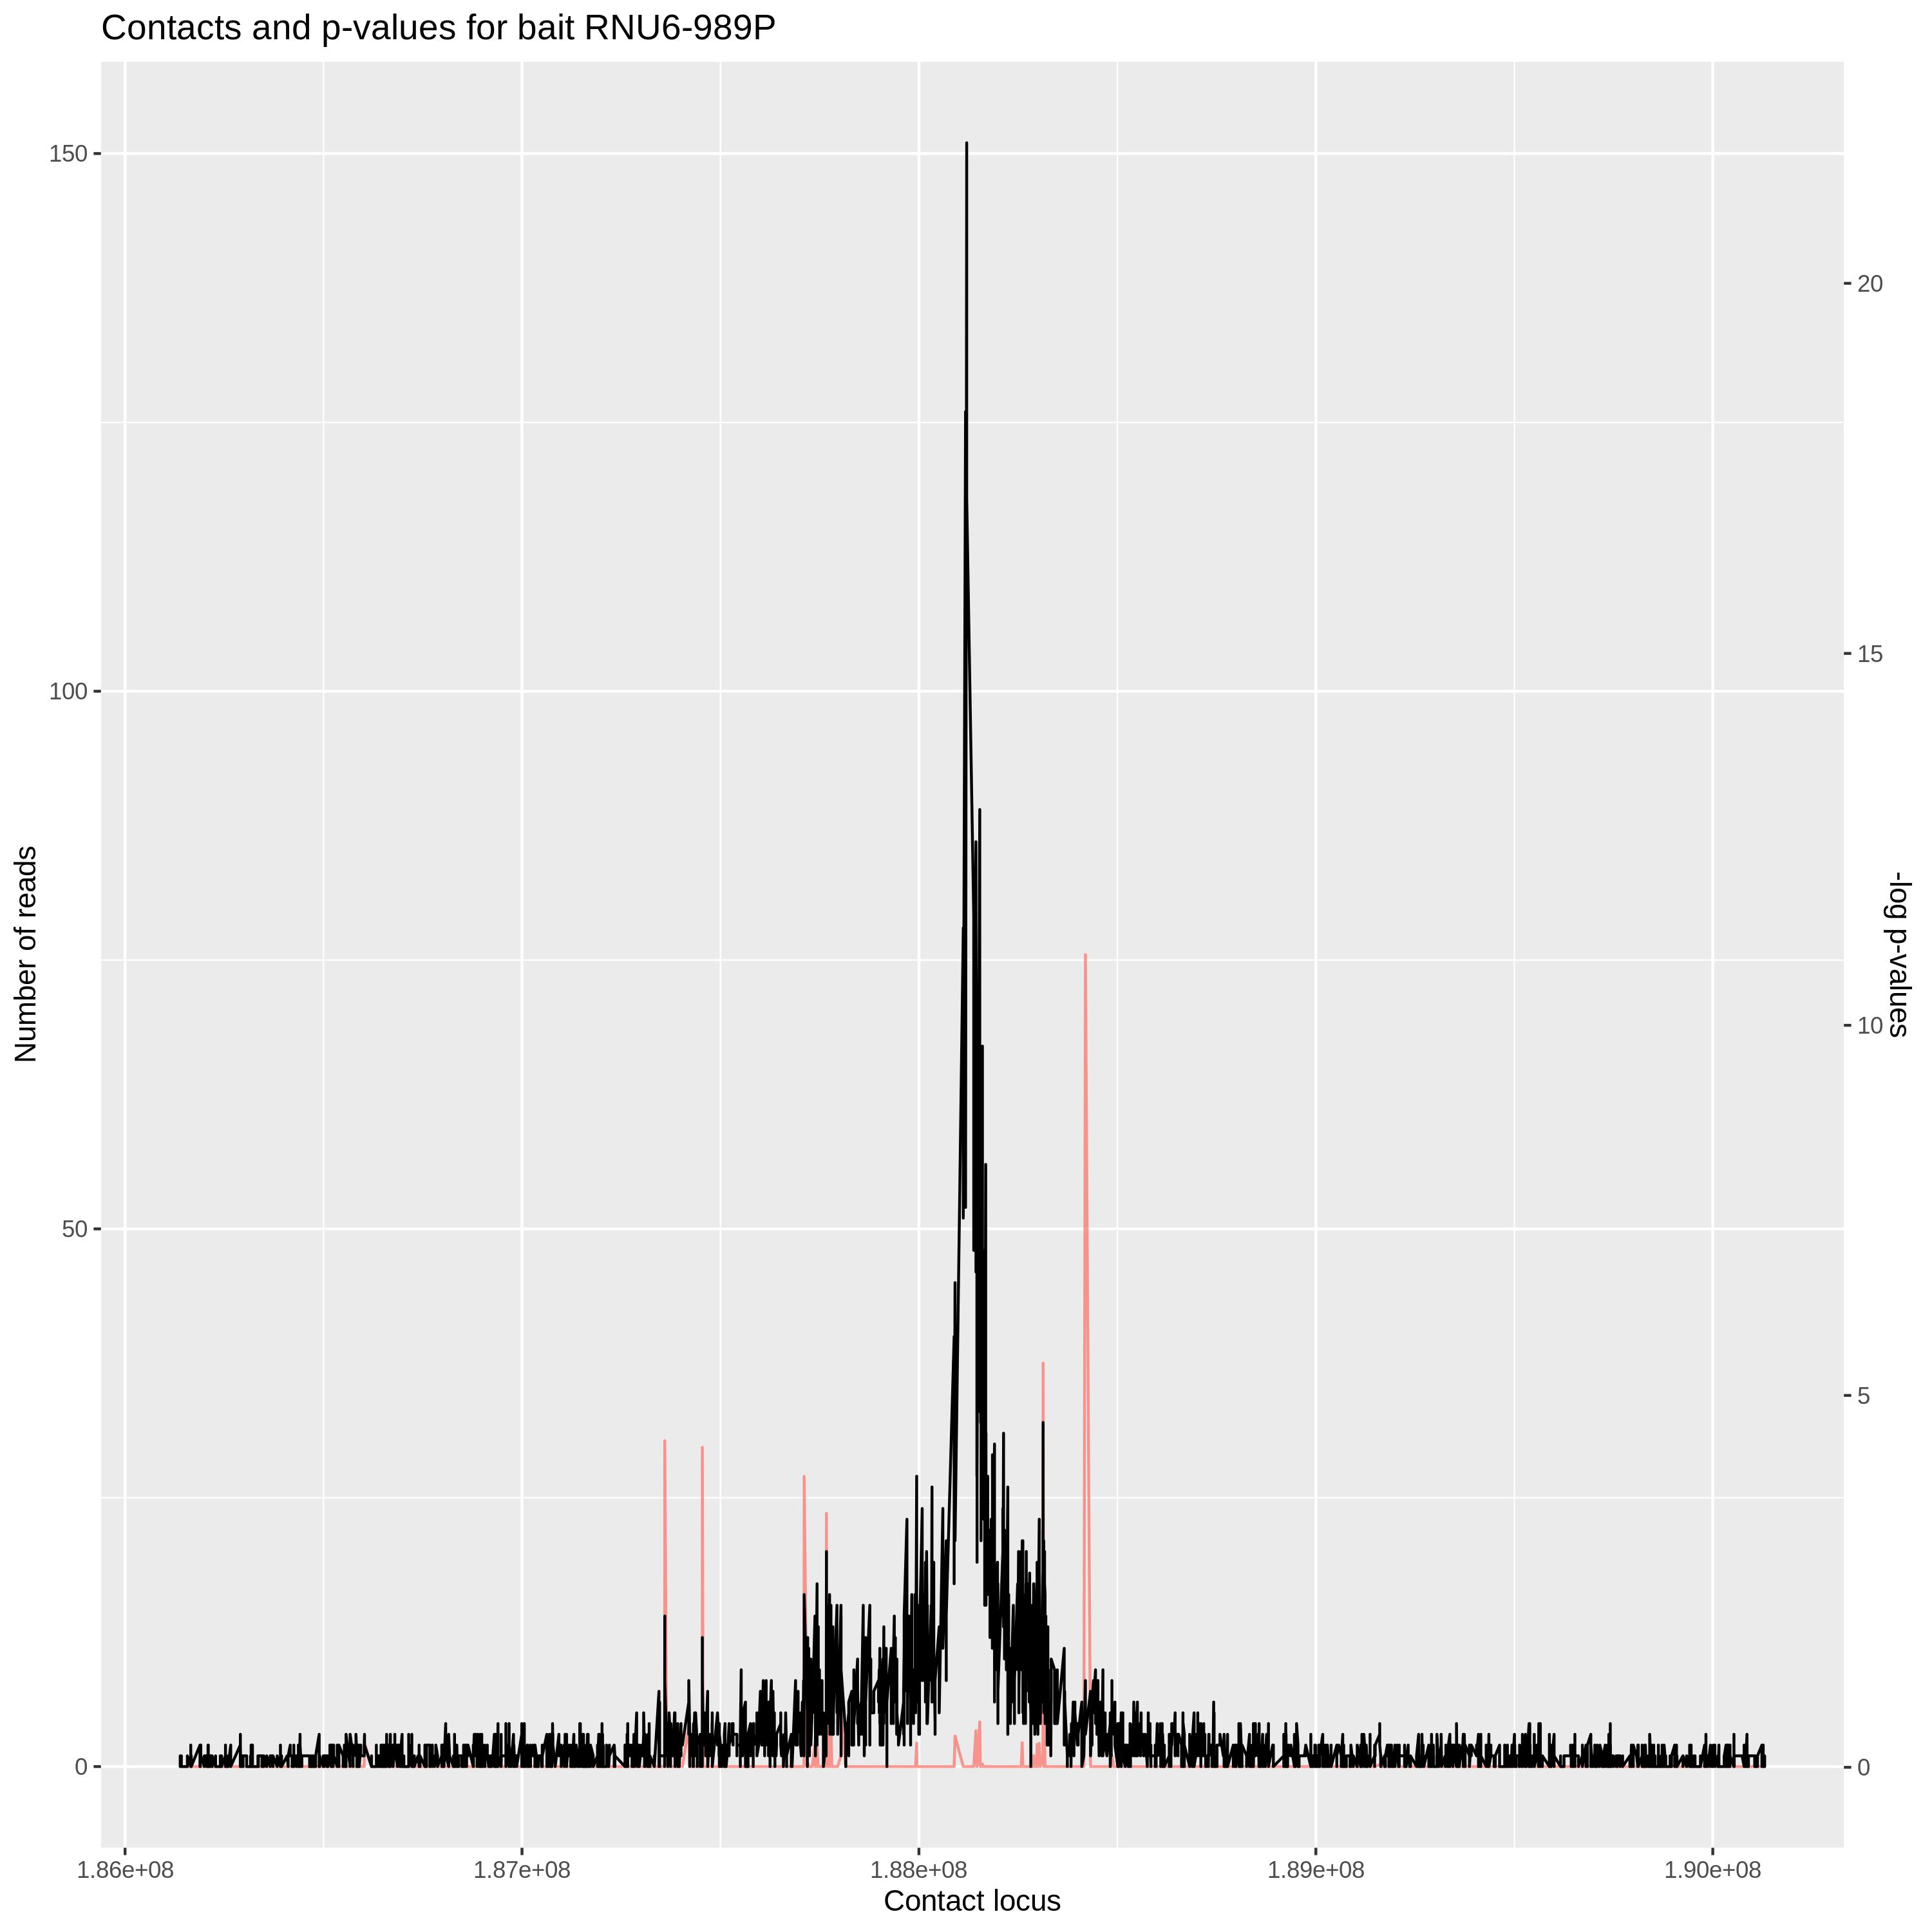 Contacts and p-values for bait RNU6-989P
150
100
50
0
Number of reads
20
15
10
5
0
-log p-values
1.86e+08
1.87e+08
1.88e+08
1.89e+08
1.90e+08
Contact locus